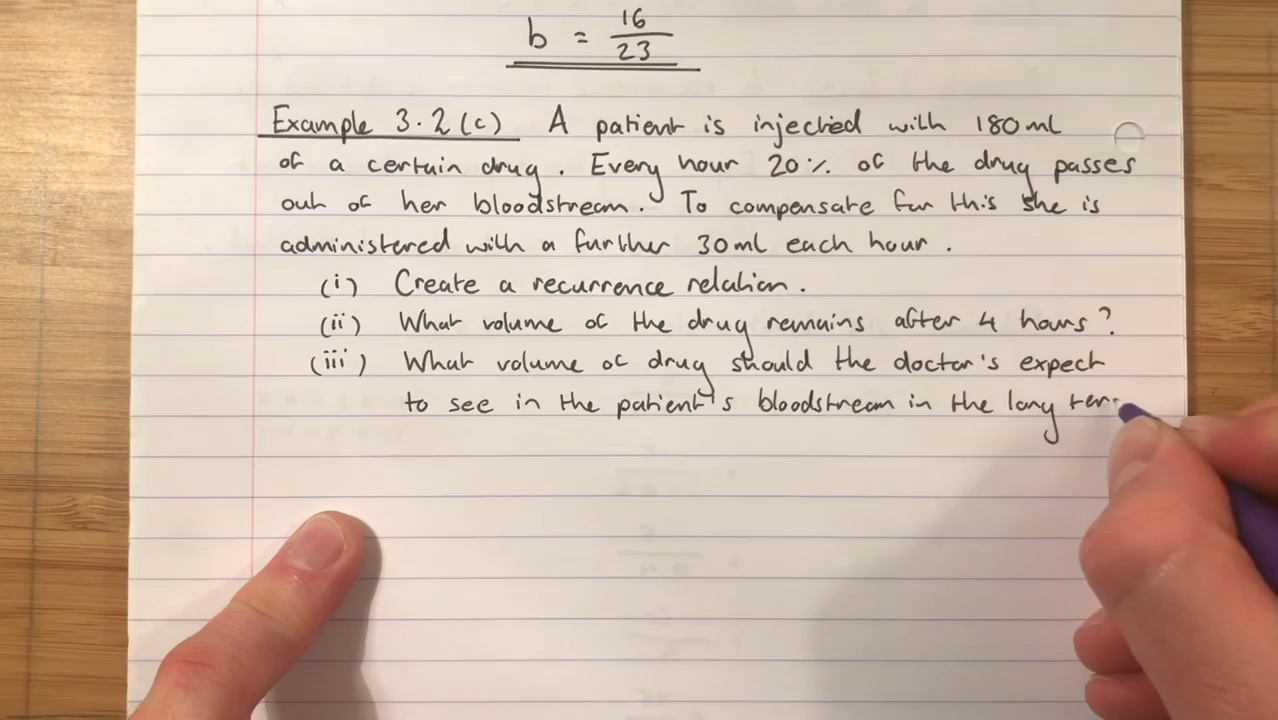 b = 16/23
Example 3.2(c) A patient is injected with 180ml
of a certain drug. Every hour 20% of the drug passes
out of her bloodstream. To compensate for this she is
administered with a further 30ml each hour.
(i) Create a recurrence relation.
(ii) What volume of the drug remains after 4 hours?
(iii) What volume of drug should the doctor's expect
to see in the patient's bloodstream in the long